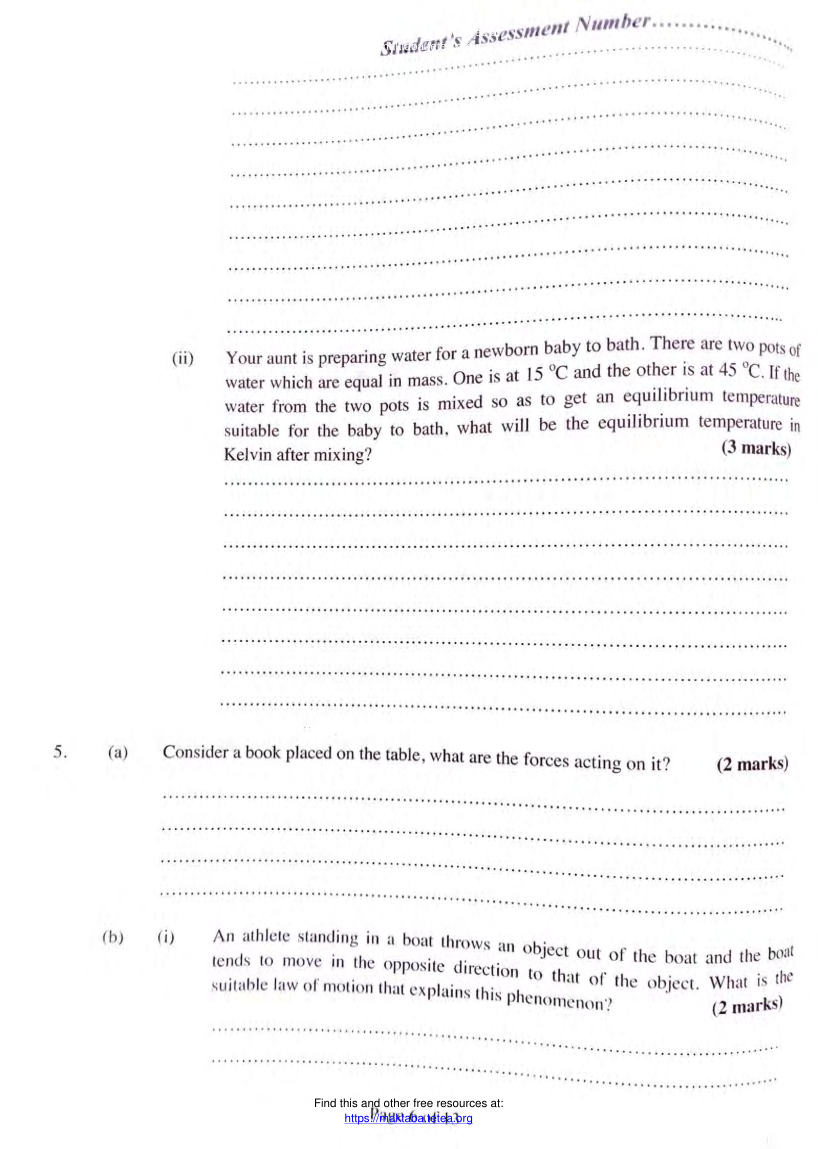 Student's Assessment Number
(ii) Your aunt is preparing water for a newborn baby to bath. There are two pots of
water which are equal in mass. One is at 15 °C and the other is at 45 °C. If the
water from the two pots is mixed so as to get an equilibrium temperature
suitable for the baby to bath, what will be the equilibrium temperature in
Kelvin after mixing? (3 marks)
5. (a) Consider a book placed on the table, what are the forces acting on it? (2 marks)
(b) (i) An athlete standing in a boat throws an object out of the boat and the boat
tends to move in the opposite direction to that of the object. What is the
suitable law of motion that explains this phenomenon? (2 marks)
Find this and other free resources at:
https://maktaba.tetea.org